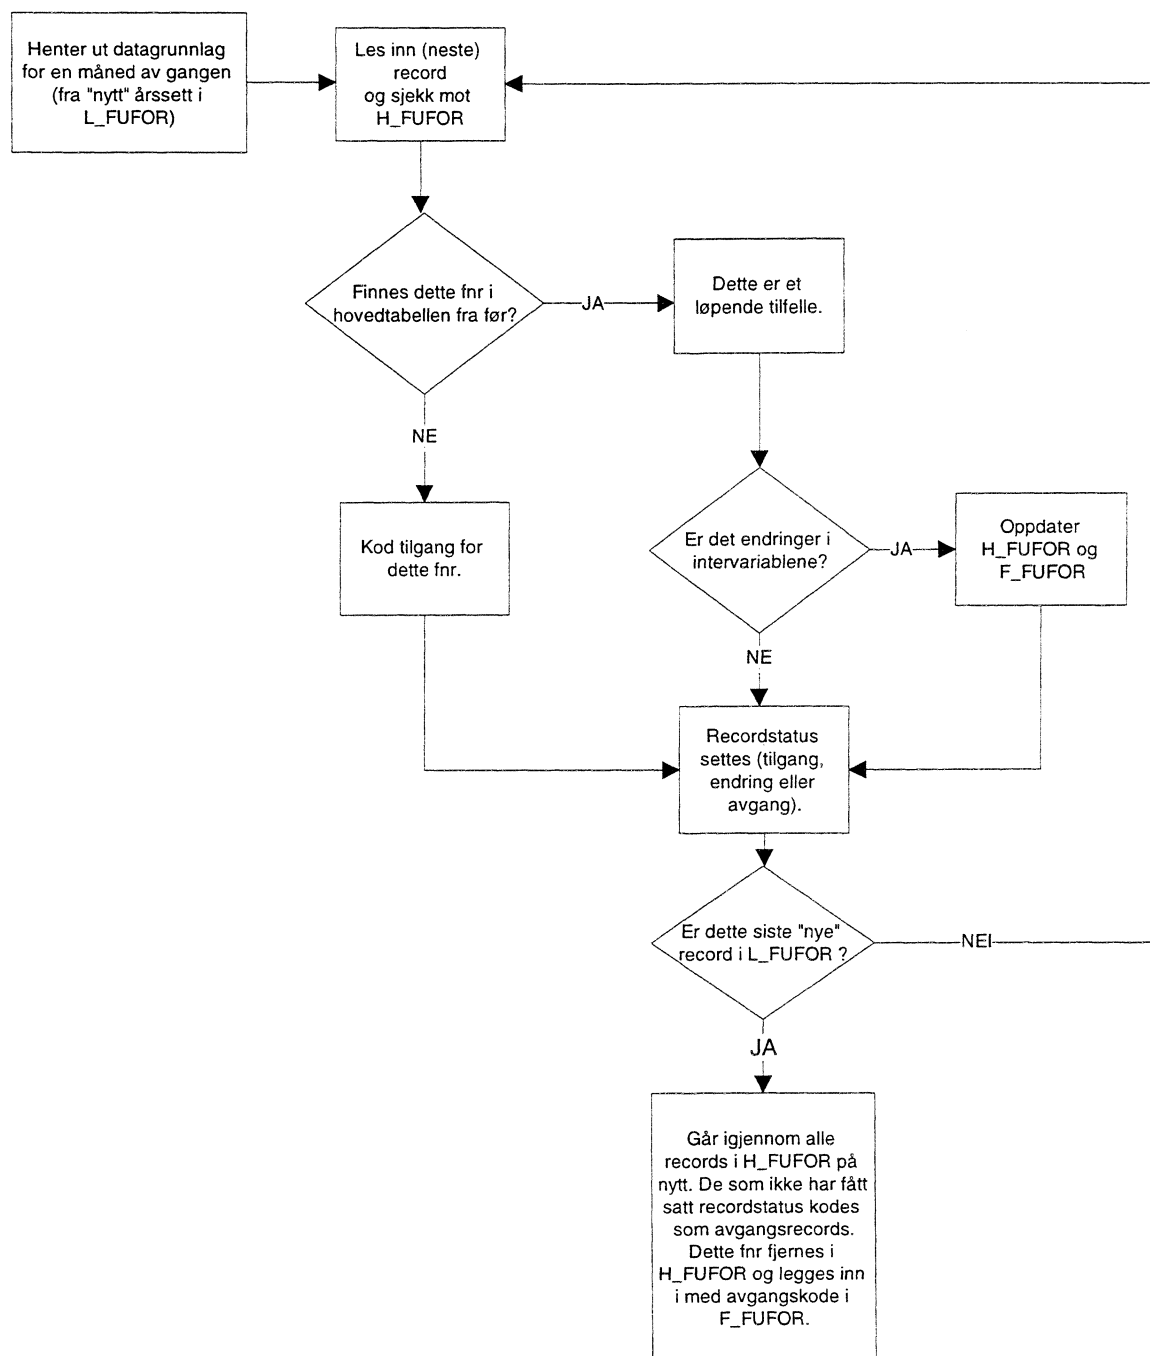 Henter ut datagrunnlag
for en måned av gangen
(fra "nytt" årssett i
L_FUFOR)
Les inn (neste)
record
og sjekk mot
H_FUFOR
Finnes dette fnr i
hovedtabellen fra før?
JA
Dette er et
løpende tilfelle.
NE
Kod tilgang for
dette fnr.
Er det endringer i
intervariablene?
JA
Oppdater
H_FUFOR og
F_FUFOR
NE
Recordstatus
settes (tilgang,
endring eller
avgang).
Er dette siste "nye"
record i L_FUFOR ?
NEI
JA
Går igjennom alle
records i H_FUFOR på
nytt. De som ikke har fått
satt recordstatus kodes
som avgangsrecords.
Dette fnr fjernes i
H_FUFOR og legges inn
i med avgangskode i
F_FUFOR.